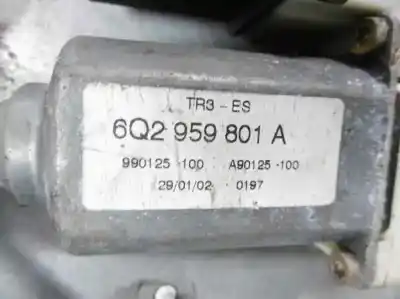 TR3 - ES
6Q2 959 801 A
990125 -100 A90125 -100
29/01/02 0197